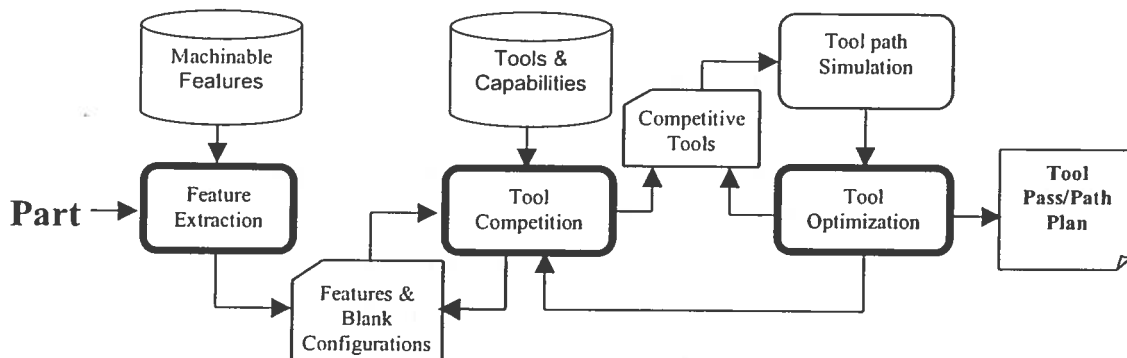 Machinable
Features
Tools &
Capabilities
Tool path
Simulation
Competitive
Tools
Part
Feature
Extraction
Tool
Competition
Tool
Optimization
Tool
Pass/Path
Plan
Features &
Blank
Configurations